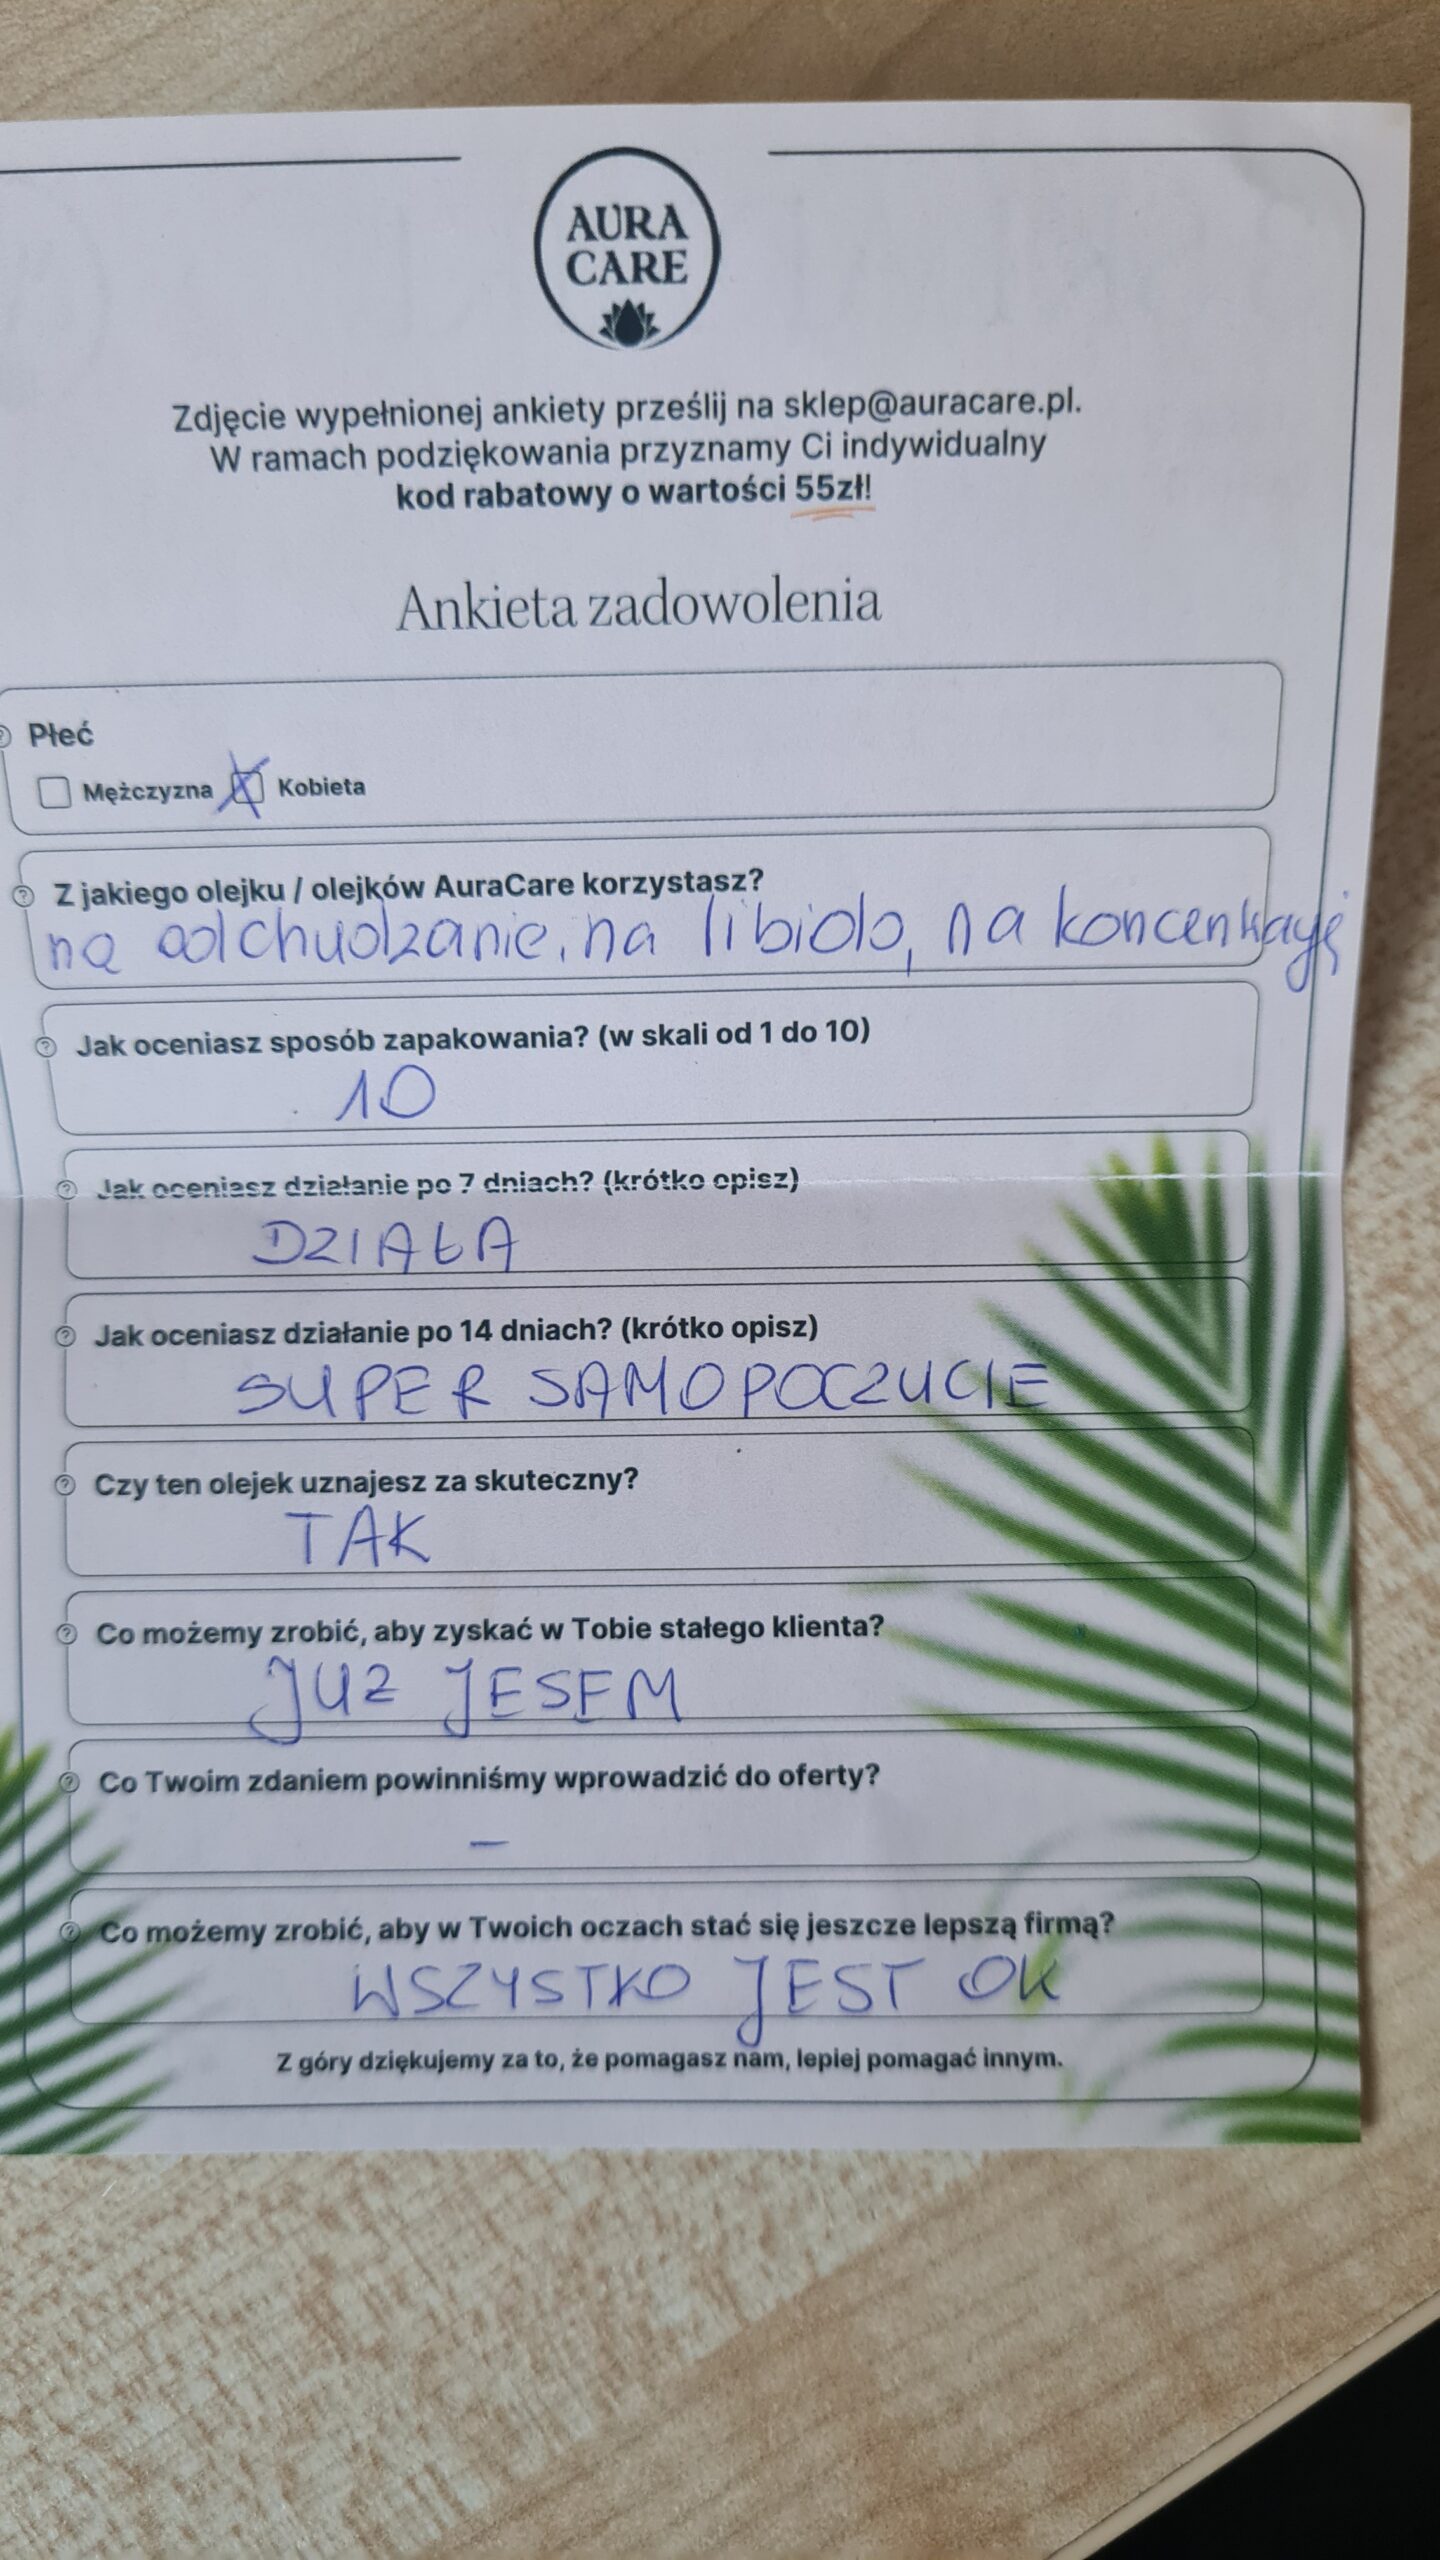 AURA
CARE
Zdjęcie wypełnionej ankiety prześlij na sklep@auracare.pl.
W ramach podziękowania przyznamy Ci indywidualny
kod rabatowy o wartości 55zł!
Ankieta zadowolenia
Płeć
Mężczyzna X Kobieta
Z jakiego olejku / olejków AuraCare korzystasz?
na odchudzanie, na libido, na koncentrację
Jak oceniasz sposób zapakowania? (w skali od 1 do 10)
10
Jak oceniasz działanie po 7 dniach? (krótko opisz)
DZIAŁA
Jak oceniasz działanie po 14 dniach? (krótko opisz)
SUPER SAMOPOCZUCIE
Czy ten olejek uznajesz za skuteczny?
TAK
Co możemy zrobić, aby zyskać w Tobie stałego klienta?
JUZ JESEM
Co Twoim zdaniem powinniśmy wprowadzić do oferty?
-
Co możemy zrobić, aby w Twoich oczach stać się jeszcze lepszą firmą?
WSZYSTKO JEST OK
Z góry dziękujemy za to, że pomagasz nam, lepiej pomagać innym.